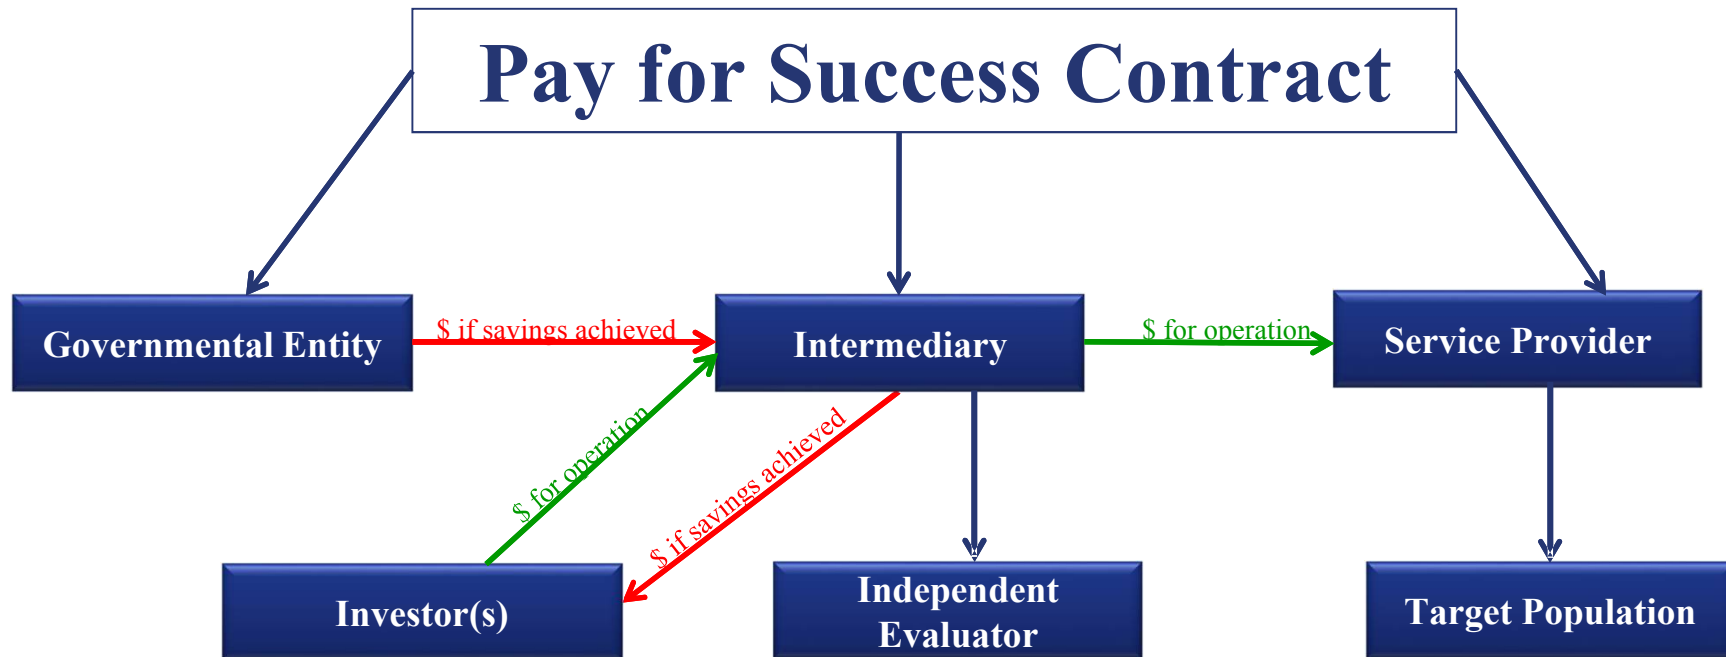 Pay for Success Contract
Governmental Entity
$ if savings achieved
Intermediary
$ for operation
Service Provider
$ for operation
$ if savings achieved
Investor(s)
Independent
Evaluator
Target Population